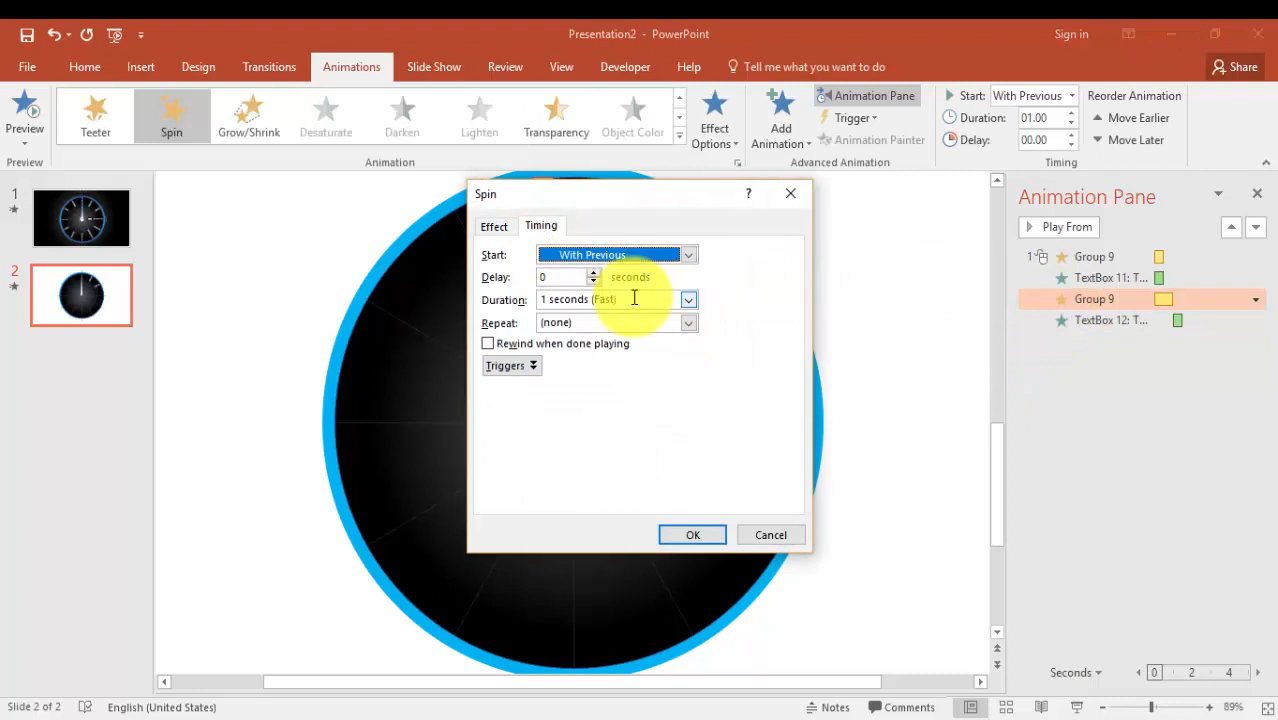 Presentation2 - PowerPoint
Sign in
File Home Insert Design Transitions Animations Slide Show Review View Developer Help Tell me what you want to do Share
Preview
Teeter Spin Grow/Shrink Desaturate Darken Lighten Transparency Object Color
Effect Options
Add Animation
Animation Pane
Trigger
Animation Painter
Start: With Previous
Duration: 01.00
Delay: 00.00
Reorder Animation
Move Earlier
Move Later
Preview Animation Advanced Animation Timing
1
2
Spin ?
Effect Timing
Start: With Previous
Delay: 0 seconds
Duration: 1 seconds (Fast)
Repeat: (none)
Rewind when done playing
Triggers
OK Cancel
Animation Pane
Play From
1 Group 9
TextBox 11: T...
Group 9
TextBox 12: T...
Seconds 0 2 4
Slide 2 of 2 English (United States) Notes Comments 89%